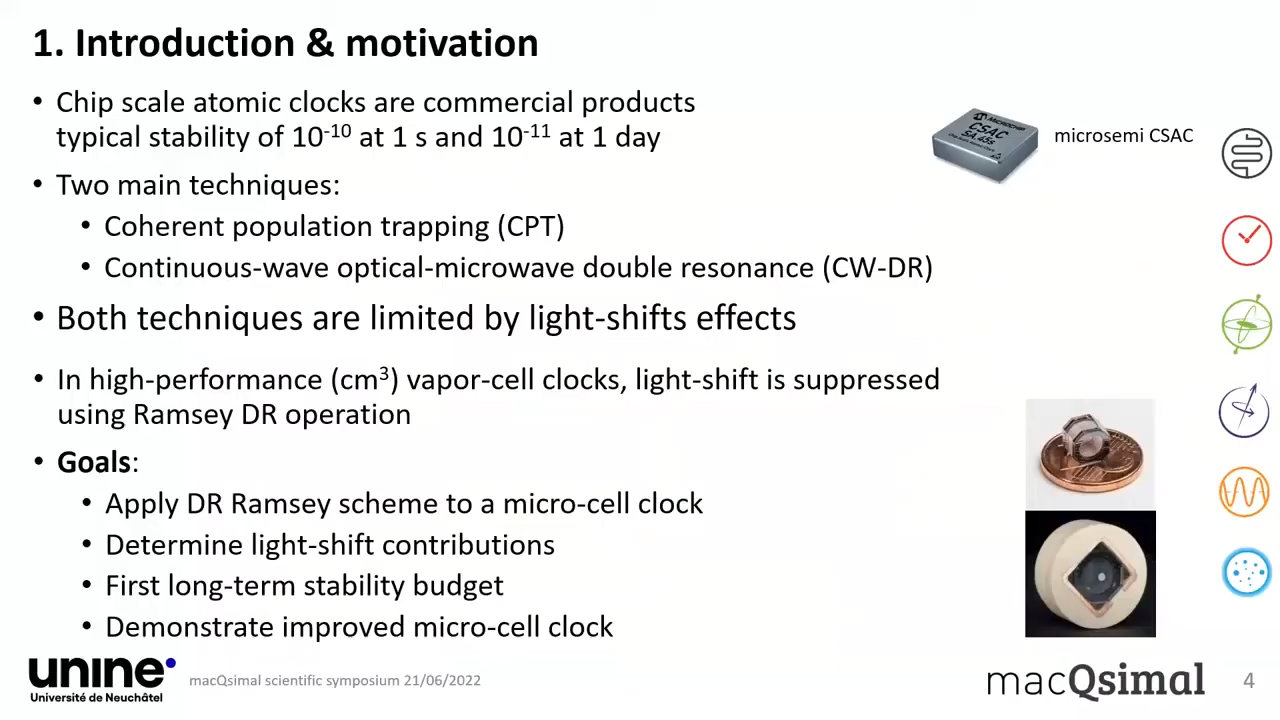 1. Introduction & motivation
• Chip scale atomic clocks are commercial products
typical stability of 10⁻¹⁰ at 1 s and 10⁻¹¹ at 1 day
MICROCHIP
CSAC
SA.45s
microsemi CSAC
• Two main techniques:
• Coherent population trapping (CPT)
• Continuous-wave optical-microwave double resonance (CW-DR)
• Both techniques are limited by light-shifts effects
• In high-performance (cm³) vapor-cell clocks, light-shift is suppressed
using Ramsey DR operation
• Goals:
• Apply DR Ramsey scheme to a micro-cell clock
• Determine light-shift contributions
• First long-term stability budget
• Demonstrate improved micro-cell clock
unine
Université de Neuchâtel
macQsimal scientific symposium 21/06/2022
macQsimal
4